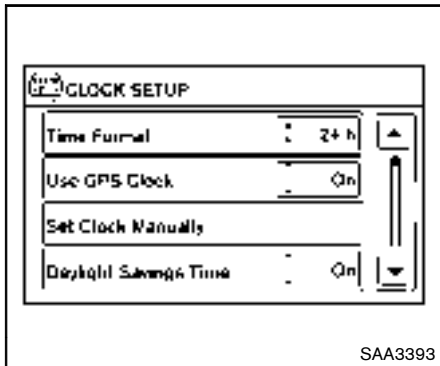 CLOCK SETUP
Time Format 24 h
Use GPS Clock On
Set Clock Manually
Daylight Savings Time On
SAA3393